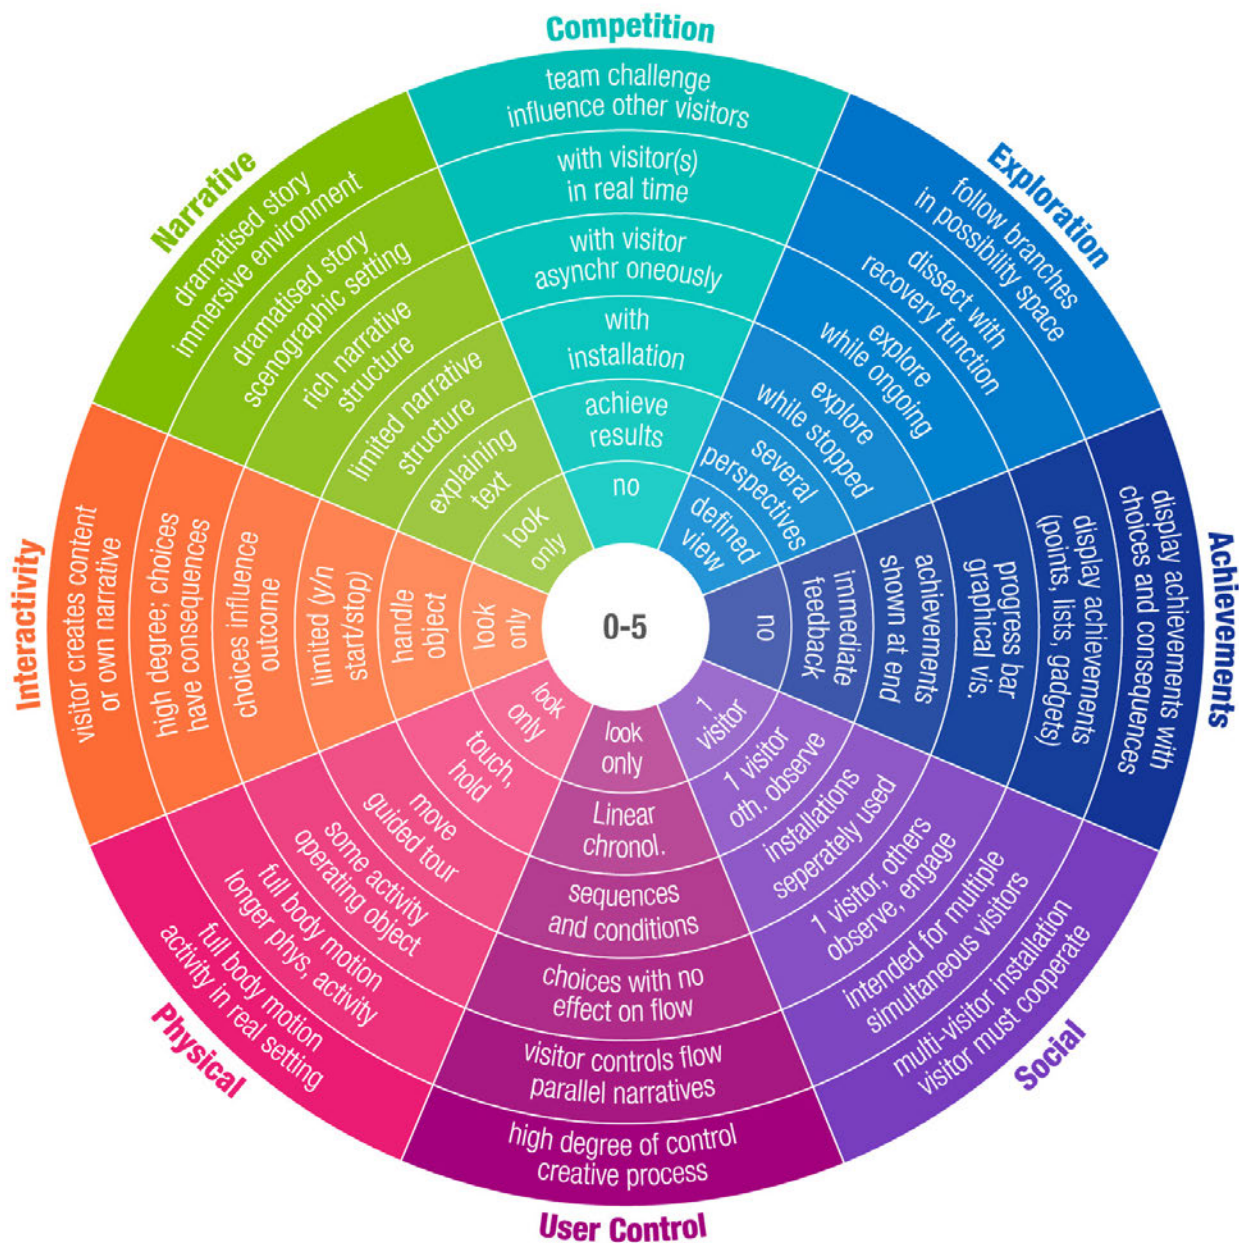 Competition
team challenge
influence other visitors
with visitor(s)
in real time
with visitor
asynchr oneously
with
installation
achieve
results
no
Exploration
follow branches
in possibility space
dissect with
recovery function
explore
while ongoing
explore
while stopped
several
perspectives
defined
view
Achievements
display achievements with
choices and consequences
display achievements
(points, lists, gadgets)
progress bar
graphical vis.
achievements
shown at end
immediate
feedback
no
Social
1
visitor
1 visitor
oth. observe
installations
seperately used
1 visitor, others
observe, engage
intended for multiple
simultaneous visitors
multi-visitor installation
visitor must cooperate
User Control
look
only
Linear
chronol.
sequences
and conditions
choices with no
effect on flow
visitor controls flow
parallel narratives
high degree of control
creative process
Physical
look
only
touch,
hold
move
guided tour
some activity
operating object
full body motion
longer phys, activity
full body motion
activity in real setting
Interactivity
visitor creates content
or own narrative
high degree; choices
have consequences
choices influence
outcome
limited (y/n
start/stop)
handle
object
look
only
Narrative
dramatised story
immersive environment
dramatised story
scenographic setting
rich narrative
structure
limited narrative
structure
explaining
text
look
only
0-5